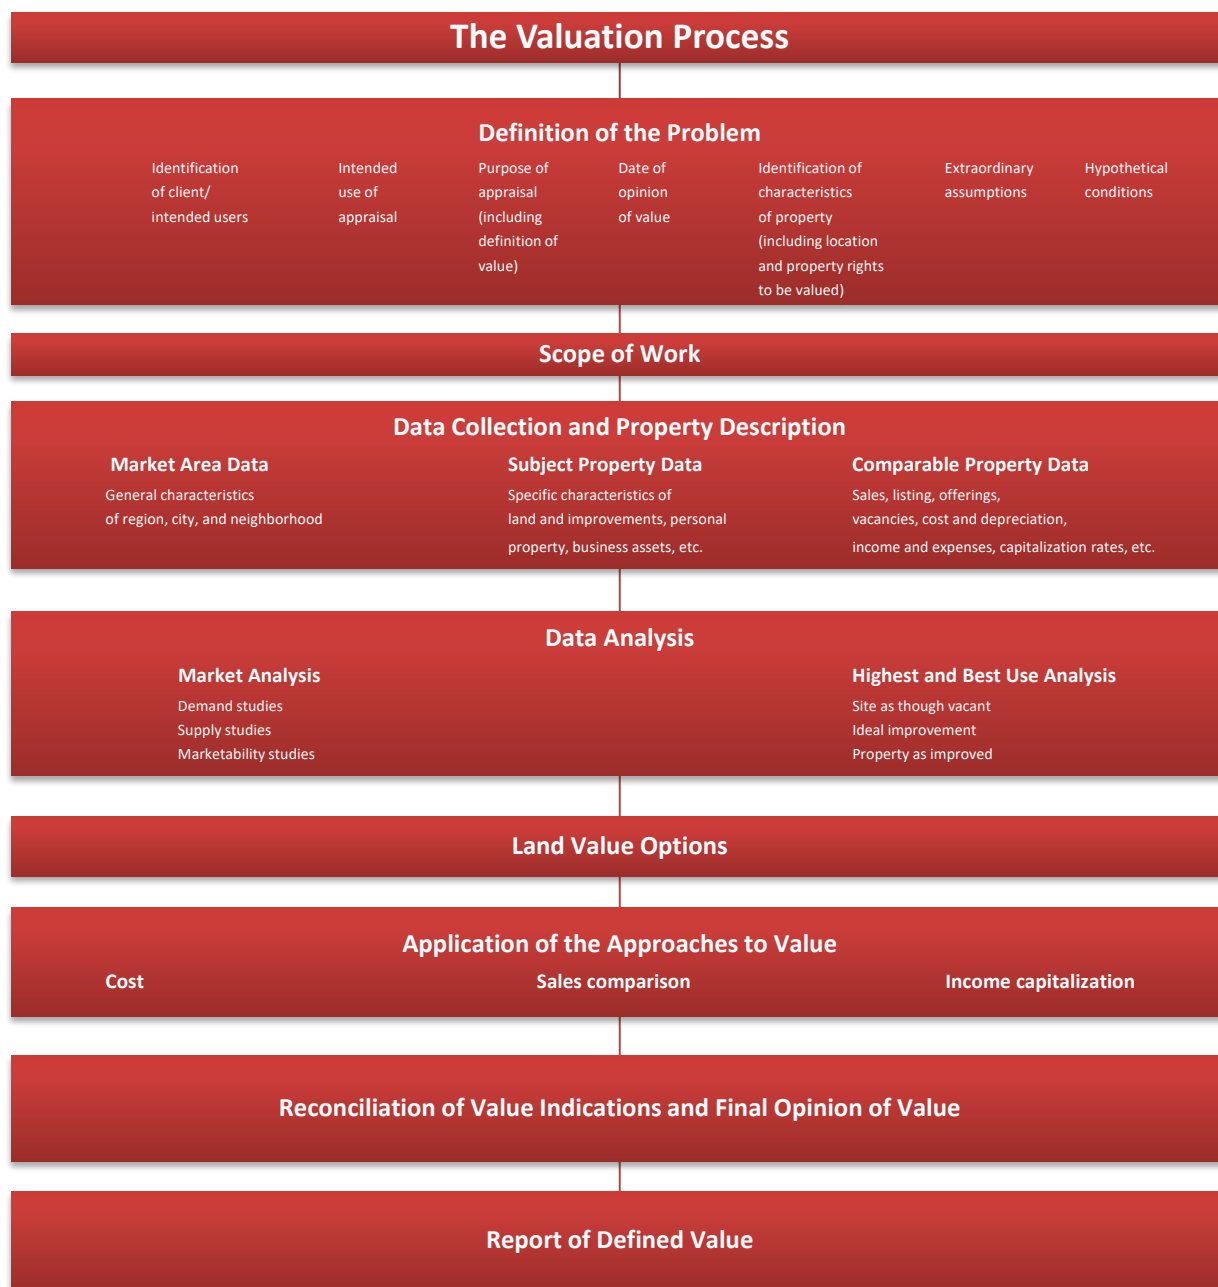 The Valuation Process
Definition of the Problem
Identification
of client/
intended users
Intended
use of
appraisal
Purpose of
appraisal
(including
definition of
value)
Date of
opinion
of value
Identification of
characteristics
of property
(including location
and property rights
to be valued)
Extraordinary
assumptions
Hypothetical
conditions
Scope of Work
Data Collection and Property Description
Market Area Data
General characteristics
of region, city, and neighborhood
Subject Property Data
Specific characteristics of
land and improvements, personal
property, business assets, etc.
Comparable Property Data
Sales, listing, offerings,
vacancies, cost and depreciation,
income and expenses, capitalization rates, etc.
Data Analysis
Market Analysis
Demand studies
Supply studies
Marketability studies
Highest and Best Use Analysis
Site as though vacant
Ideal improvement
Property as improved
Land Value Options
Application of the Approaches to Value
Cost
Sales comparison
Income capitalization
Reconciliation of Value Indications and Final Opinion of Value
Report of Defined Value